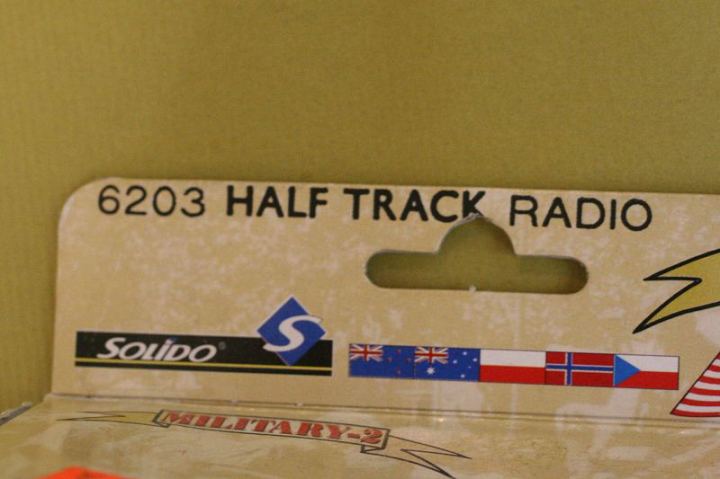 6203 HALF TRACK RADIO
SOLIDO®
MILITARY-2